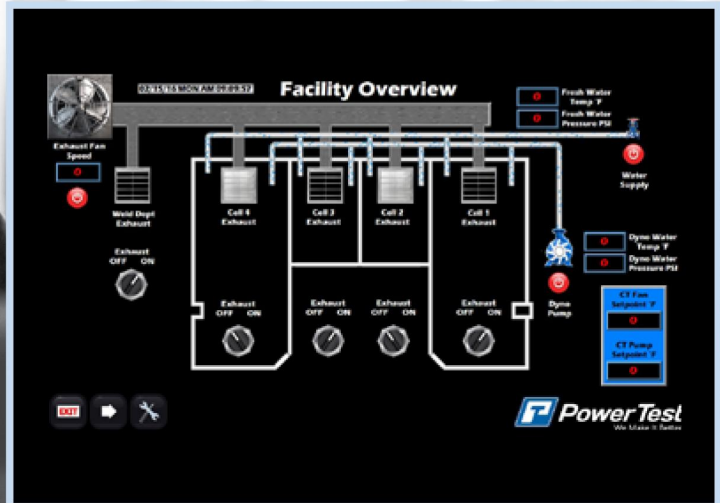 02/15/16 MON AM 09:09:57
Facility Overview
Fresh Water
Temp °F
0
Fresh Water
Pressure PSI
0
Exhaust Fan
Speed
0
Water
Supply
Weld Dept
Exhaust
Cell 4
Exhaust
Cell 3
Exhaust
Cell 2
Exhaust
Cell 1
Exhaust
Dyno Water
Temp °F
0
Dyno Water
Pressure PSI
0
Exhaust
OFF ON
Dyno
Pump
CT Fan
Setpoint °F
0
CT Pump
Setpoint °F
0
Exhaust
OFF ON
Exhaust
OFF ON
Exhaust
OFF ON
Exhaust
OFF ON
EXIT
PowerTest
We Make It Better